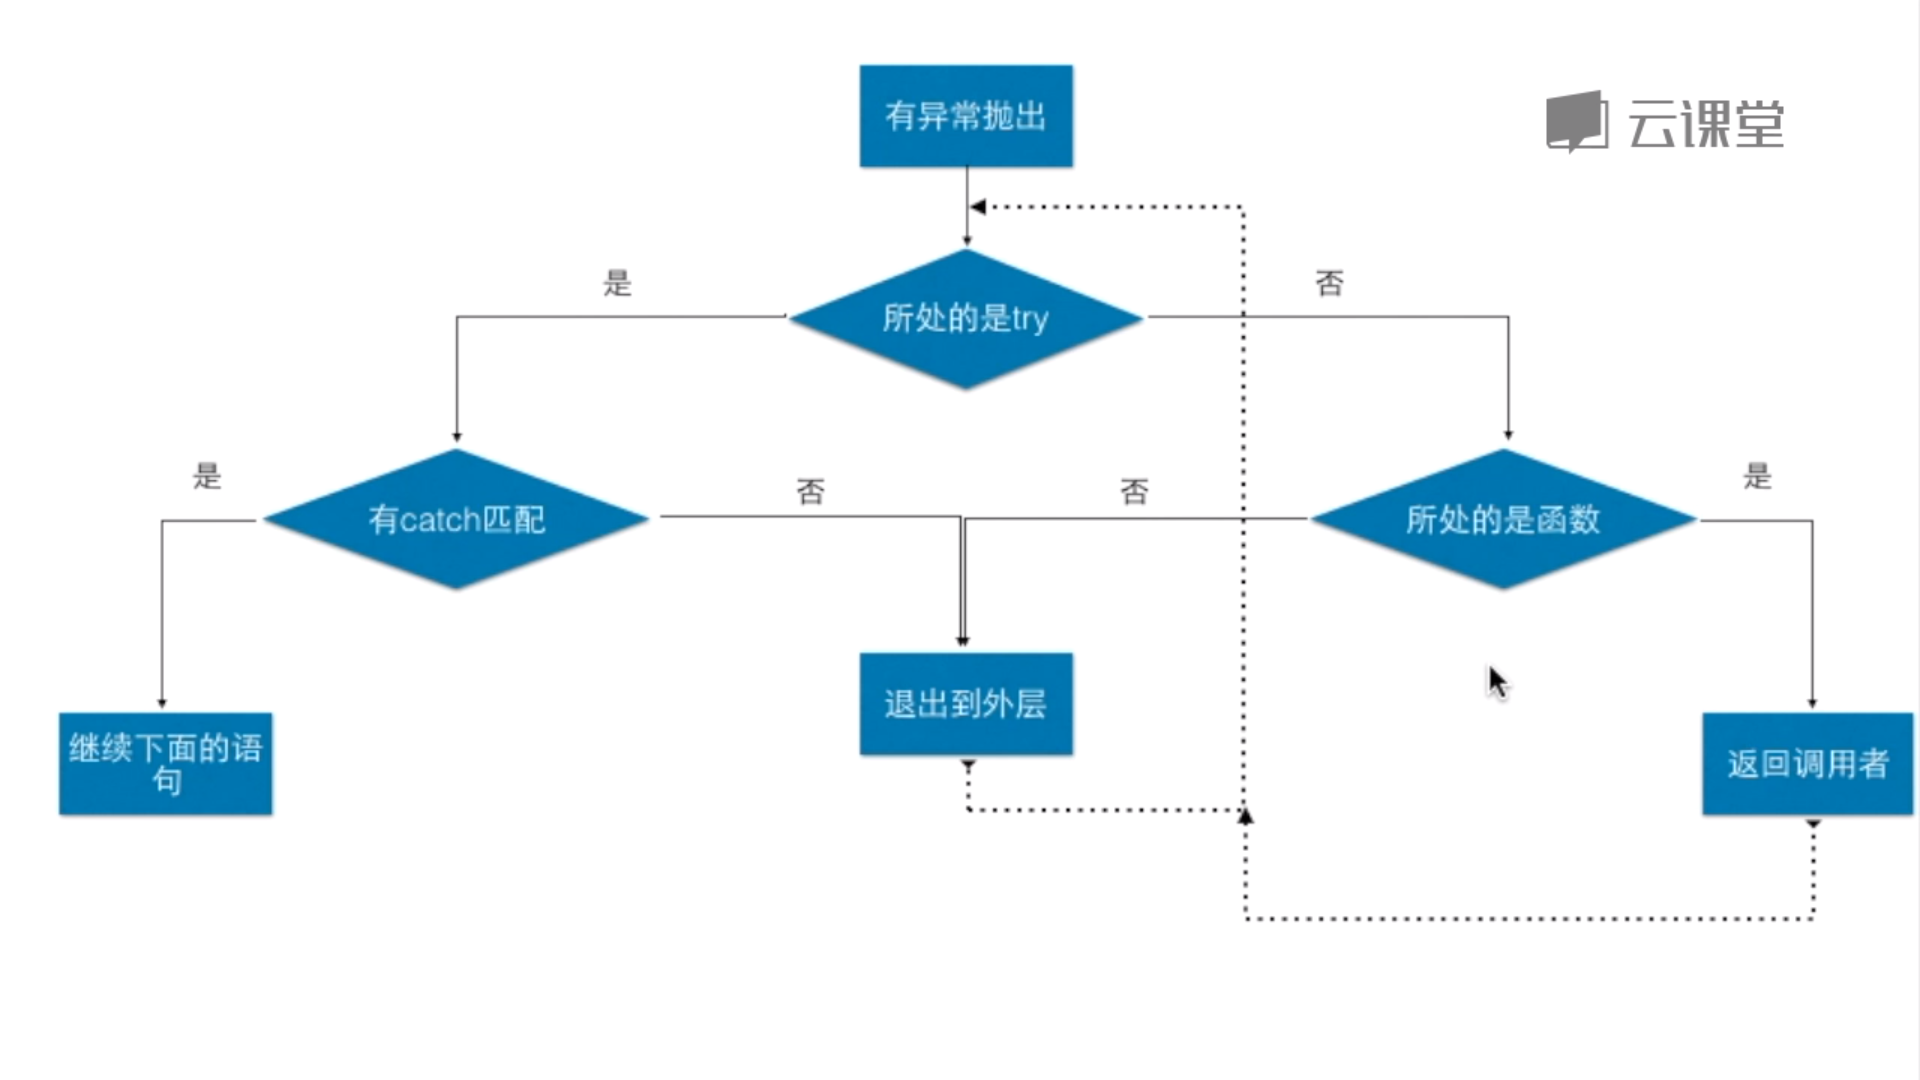 有异常抛出
云课堂
是
所处的是try
否
是
有catch匹配
否
否
所处的是函数
是
继续下面的语
句
退出到外层
返回调用者